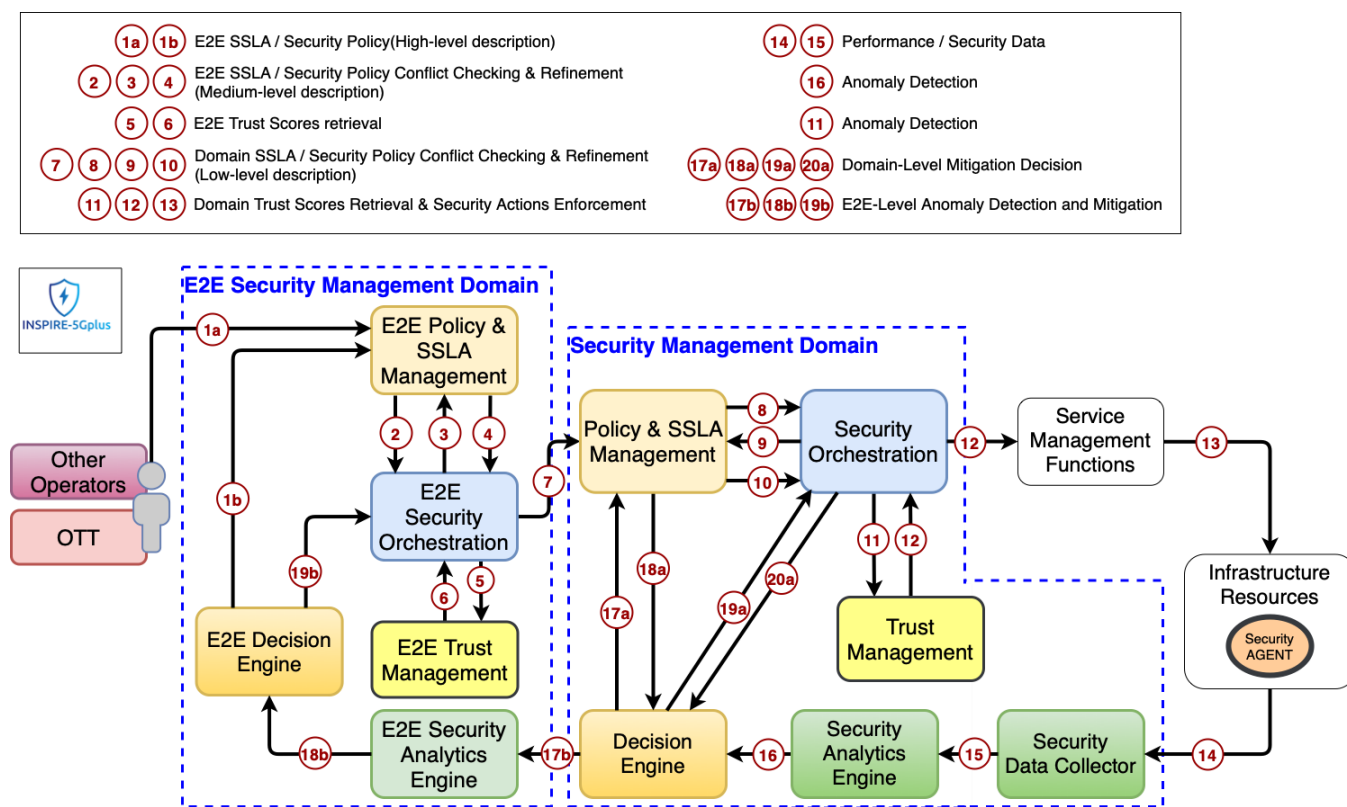 1a 1b E2E SSLA / Security Policy(High-level description)
2 3 4 E2E SSLA / Security Policy Conflict Checking & Refinement
(Medium-level description)
5 6 E2E Trust Scores retrieval
7 8 9 10 Domain SSLA / Security Policy Conflict Checking & Refinement
(Low-level description)
11 12 13 Domain Trust Scores Retrieval & Security Actions Enforcement
14 15 Performance / Security Data
16 Anomaly Detection
11 Anomaly Detection
17a 18a 19a 20a Domain-Level Mitigation Decision
17b 18b 19b E2E-Level Anomaly Detection and Mitigation
INSPIRE-5Gplus
E2E Security Management Domain
1a
E2E Policy &
SSLA
Management
Security Management Domain
2
3
4
8
Policy & SSLA
Management
9
10
Security
Orchestration
12
Service
Management
Functions
13
Other
Operators
OTT
1b
E2E
Security
Orchestration
7
19b
6
5
18a
17a
19a
20a
11
12
Infrastructure
Resources
Security
AGENT
E2E Decision
Engine
E2E Trust
Management
Trust
Management
18b
E2E Security
Analytics
Engine
17b
Decision
Engine
16
Security
Analytics
Engine
15
Security
Data Collector
14